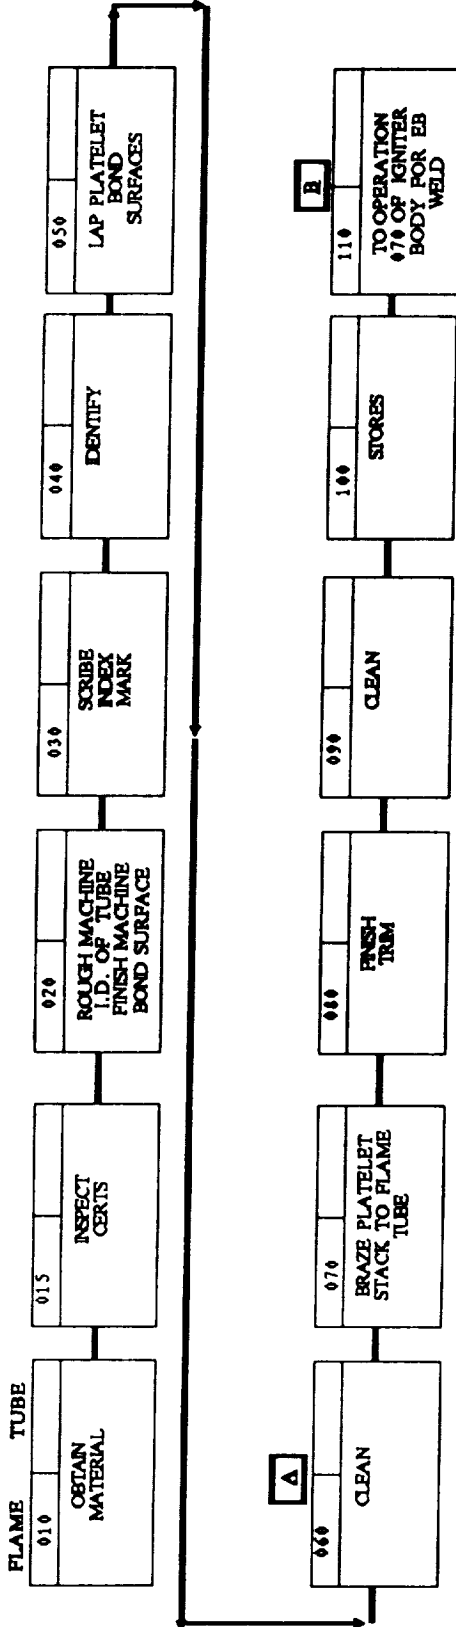 FLAME TUBE
010
OBTAIN
MATERIAL
015
INSPECT
CERTS
020
ROUGH MACHINE
I.D. OF TUBE
FINISH MACHINE
BOND SURFACE
030
SCRIBE
INDEX
MARK
040
IDENTIFY
050
LAP PLATELET
BOND
SURFACES
A
060
CLEAN
070
BRAZE PLATELET
STACK TO FLAME
TUBE
080
FINISH
TRIM
090
CLEAN
100
STORES
B
110
TO OPERATION
070 OF IGNITER
BODY FOR EB
WELD